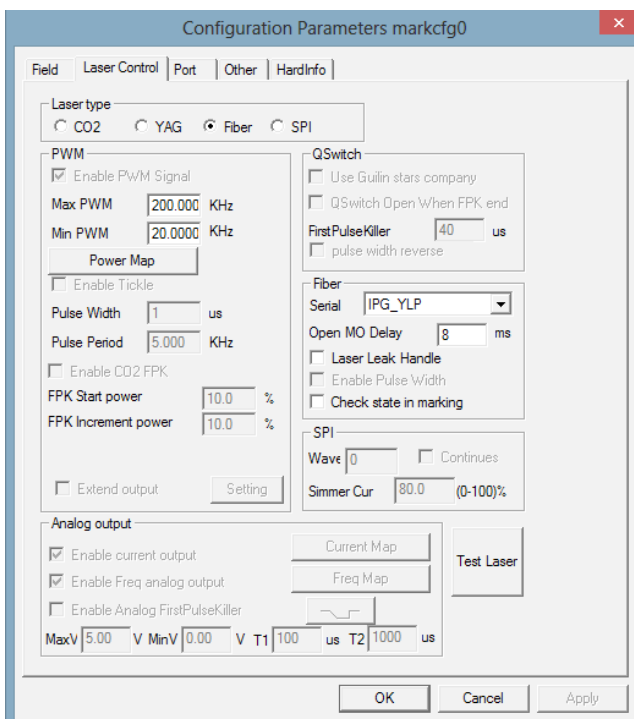 Configuration Parameters markcfg0
Field Laser Control Port Other HardInfo
Laser type
CO2 YAG Fiber SPI
PWM
Enable PWM Signal
Max PWM 200.000 KHz
Min PWM 20.0000 KHz
Power Map
Enable Tickle
Pulse Width 1 us
Pulse Period 5.000 KHz
Enable CO2 FPK
FPK Start power 10.0 %
FPK Increment power 10.0 %
Extend output Setting
QSwitch
Use Guilin stars company
QSwitch Open When FPK end
FirstPulseKiller 40 us
pulse width reverse
Fiber
Serial IPG_YLP
Open MO Delay 8 ms
Laser Leak Handle
Enable Pulse Width
Check state in marking
SPI
Wave 0 Continues
Simmer Cur 80.0 (0-100)%
Analog output
Enable current output Current Map
Enable Freq analog output Freq Map
Enable Analog FirstPulseKiller
MaxV 5.00 V MinV 0.00 V T1 100 us T2 1000 us
Test Laser
OK Cancel Apply